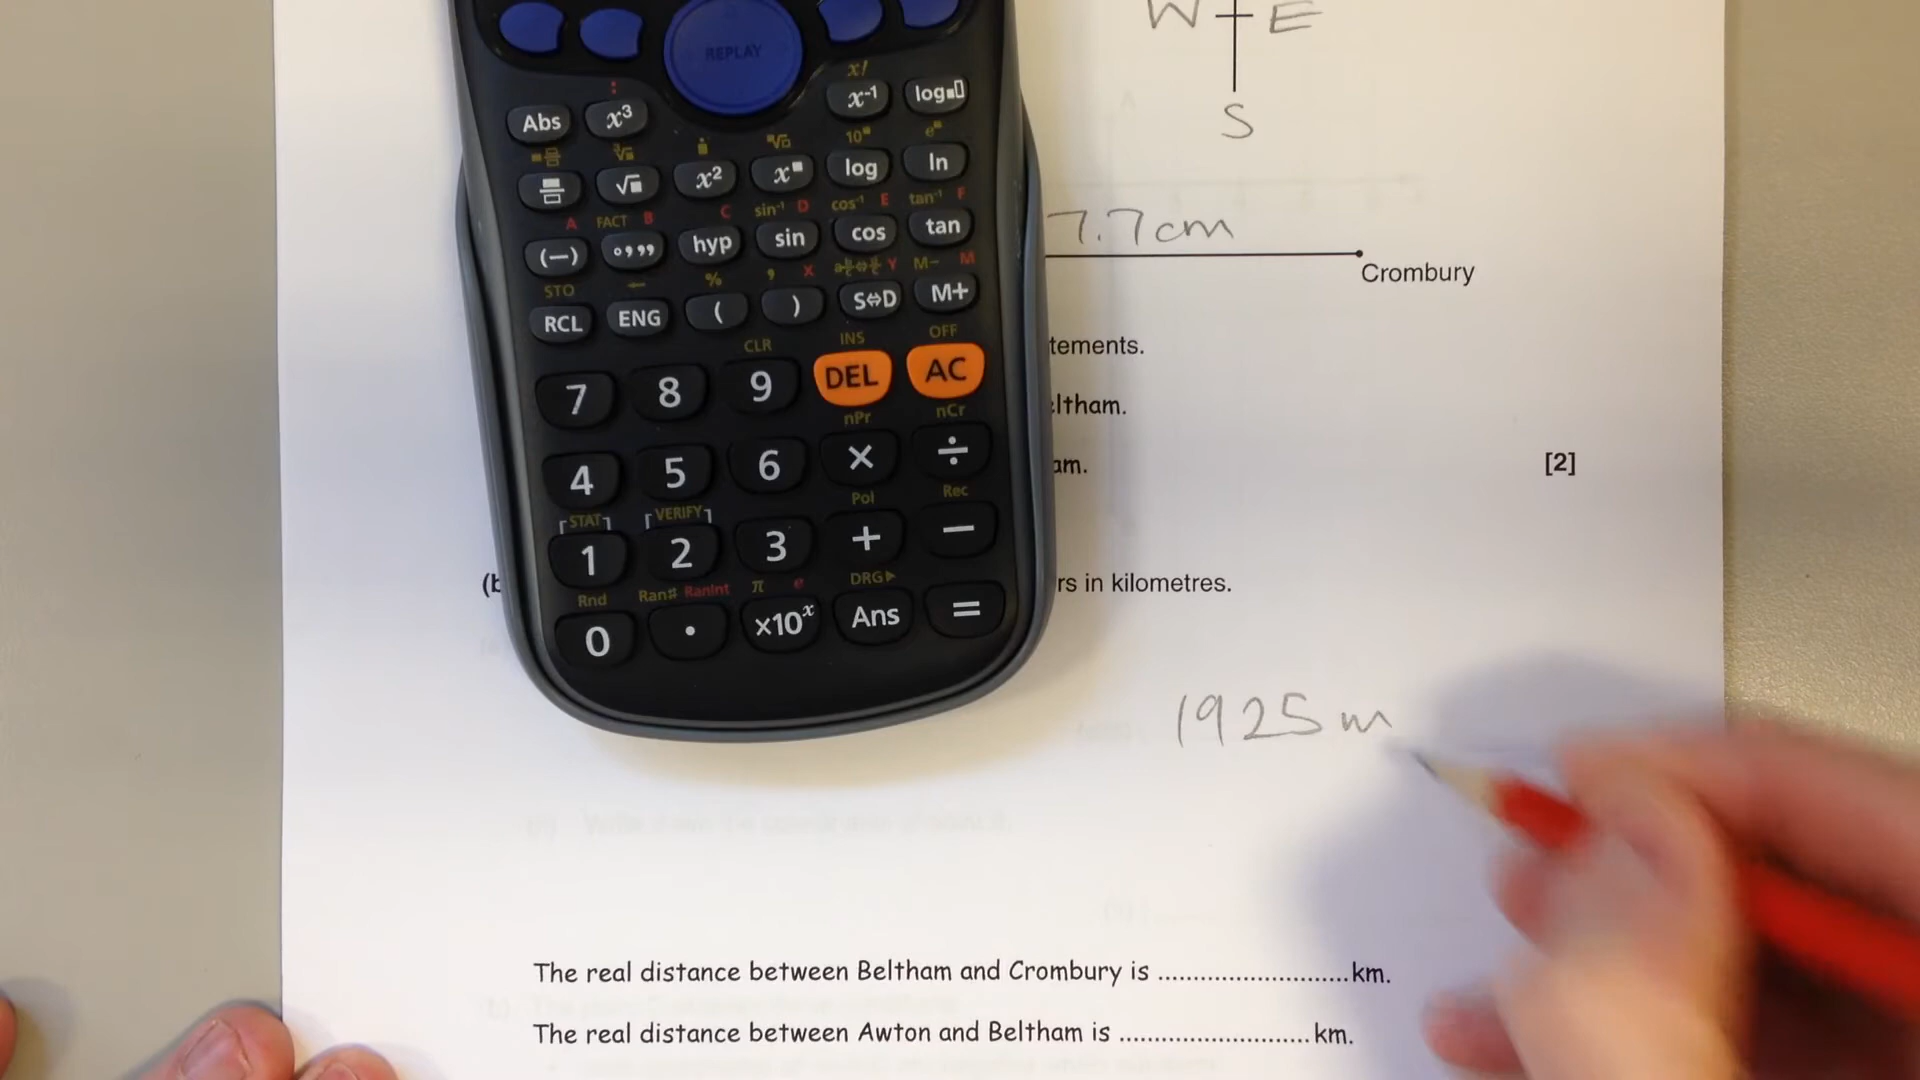 W E
S
REPLAY
x!
Abs x³ x⁻¹ log▪▯
10▪ e▪
√▪ x² x▪ log ln
A FACT B C sin⁻¹ D cos⁻¹ E tan⁻¹ F
(−) °,,, hyp sin cos tan
7.7cm
Crombury
STO ← % , X a b/c⇔d/c Y M− M
RCL ENG ( ) S⇔D M+
CLR INS OFF
7 8 9 DEL AC
tements.
nPr nCr
ltham.
4 5 6 × ÷
am.
[2]
STAT VERIFY Pol Rec
1 2 3 + −
Rnd Ran# RanInt π e DRG▶
0 . ×10ˣ Ans =
(b
rs in kilometres.
1925m
The real distance between Beltham and Crombury is ..........................km.
The real distance between Awton and Beltham is ..........................km.